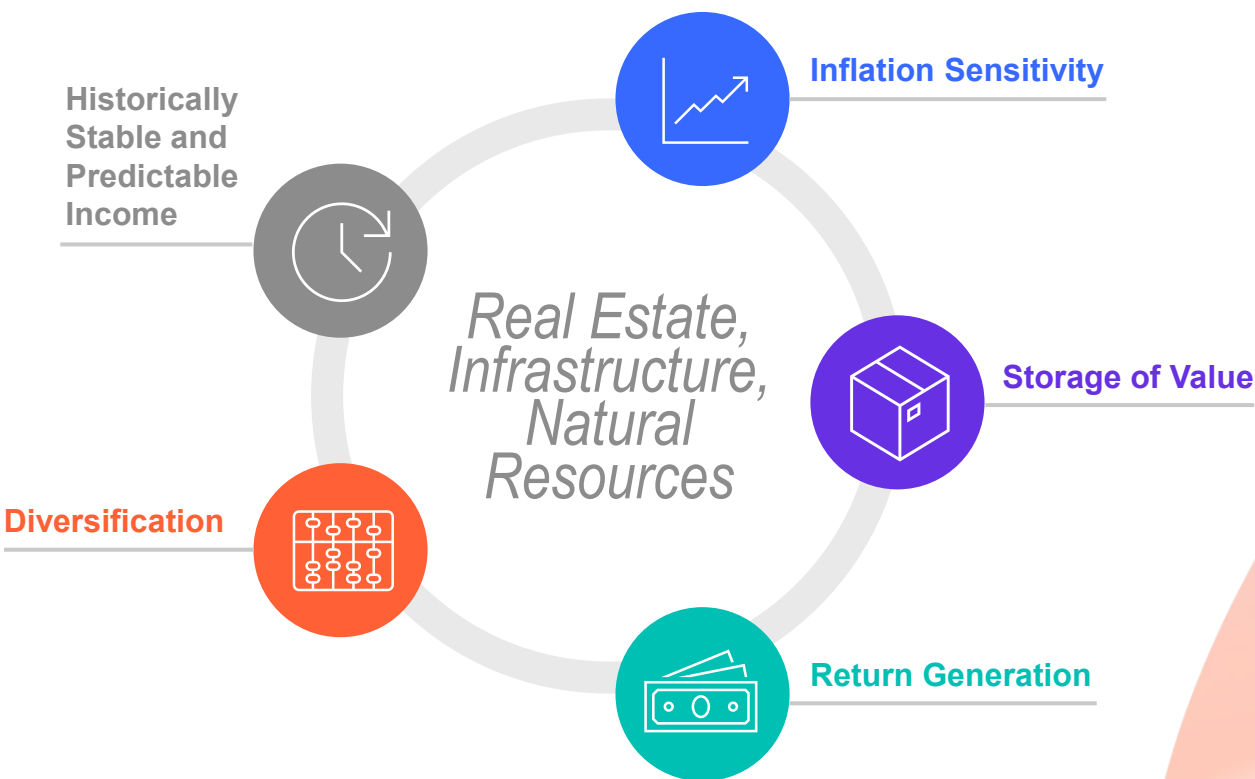 Inflation Sensitivity
Historically
Stable and
Predictable
Income
Real Estate,
Infrastructure,
Natural
Resources
Storage of Value
Diversification
Return Generation